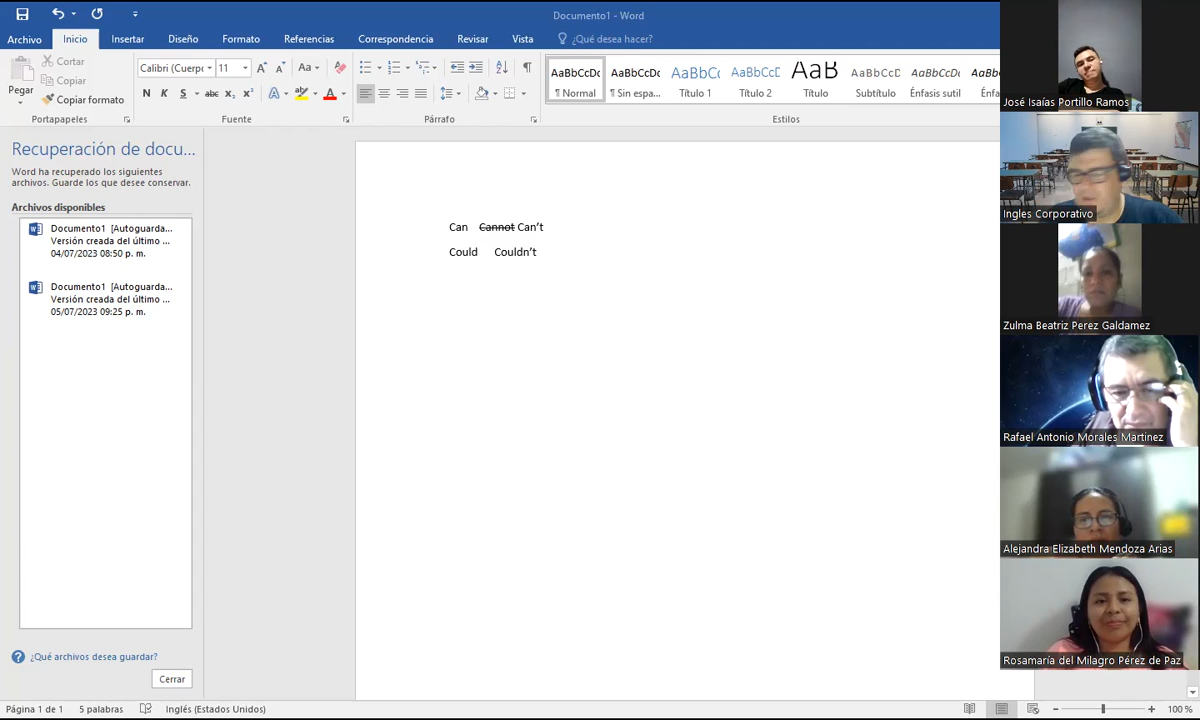 Documento1 - Word
Archivo Inicio Insertar Diseño Formato Referencias Correspondencia Revisar Vista ¿Qué desea hacer?
Pegar
Cortar
Copiar
Copiar formato
Portapapeles
Calibri (Cuerpo 11
Aa
N K S abc x₂ x²
Fuente
Párrafo
AaBbCcDc AaBbCcDc AaBbCc AaBbCcC AaB AaBbCcD AaBbCcDc AaBb
¶ Normal ¶ Sin espa... Título 1 Título 2 Título Subtítulo Énfasis sutil
Estilos
Recuperación de docu...
Word ha recuperado los siguientes
archivos. Guarde los que desee conservar.
Archivos disponibles
Documento1 [Autoguarda...
Versión creada del último ...
04/07/2023 08:50 p. m.
Documento1 [Autoguarda...
Versión creada del último ...
05/07/2023 09:25 p. m.
¿Qué archivos desea guardar?
Cerrar
Can Cannot Can't
Could Couldn't
José Isaías Portillo Ramos
Ingles Corporativo
Zulma Beatriz Perez Galdamez
Rafael Antonio Morales Martinez
Alejandra Elizabeth Mendoza Arias
Rosamaría del Milagro Pérez de Paz
Página 1 de 1 5 palabras Inglés (Estados Unidos) 100 %